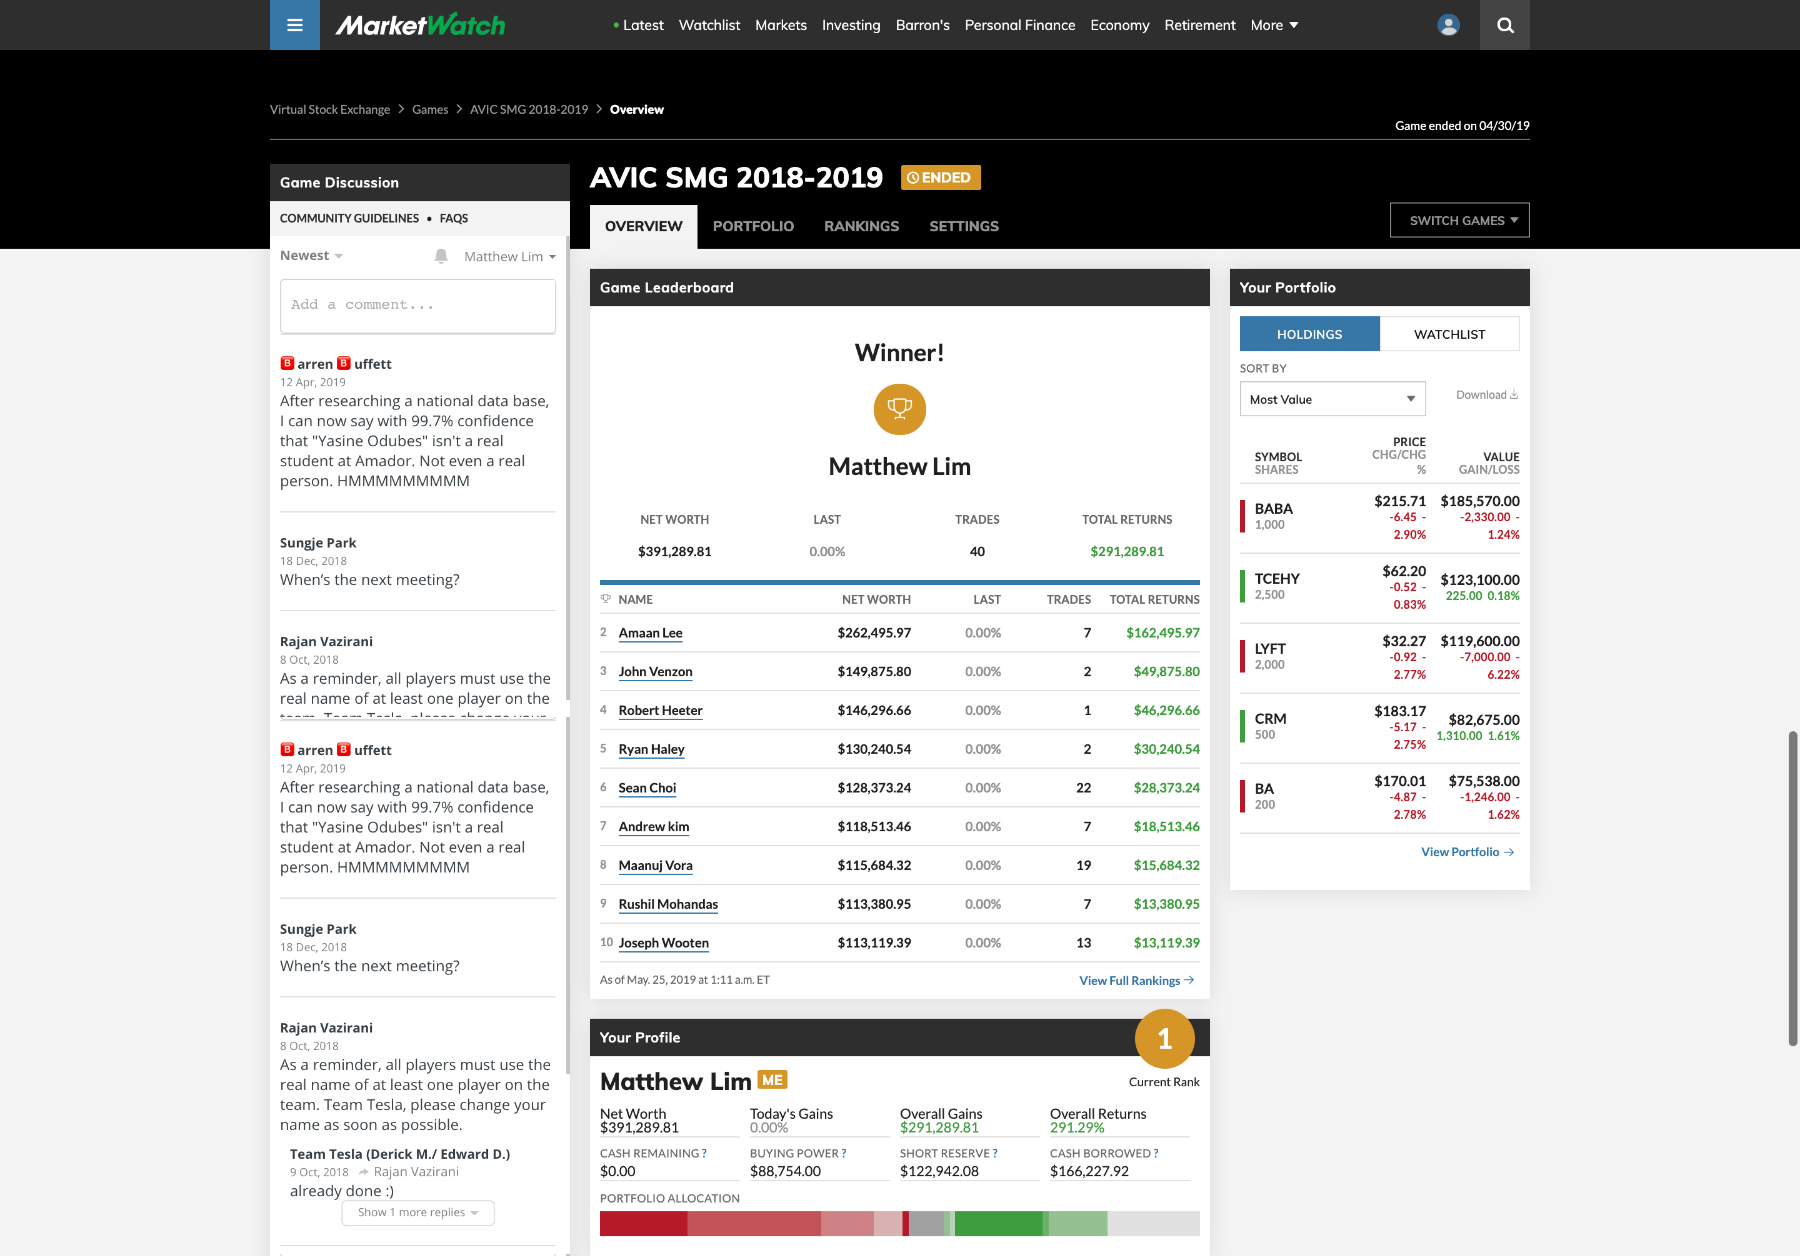 MarketWatch
• Latest Watchlist Markets Investing Barron's Personal Finance Economy Retirement More
Virtual Stock Exchange > Games > AVIC SMG 2018-2019 > Overview
Game ended on 04/30/19
AVIC SMG 2018-2019 ENDED
OVERVIEW PORTFOLIO RANKINGS SETTINGS
SWITCH GAMES
Game Discussion
COMMUNITY GUIDELINES • FAQS
Newest Matthew Lim
Add a comment...
B arren B uffett
12 Apr, 2019
After researching a national data base,
I can now say with 99.7% confidence
that "Yasine Odubes" isn't a real
student at Amador. Not even a real
person. HMMMMMMMMM
Sungje Park
18 Dec, 2018
When's the next meeting?
Rajan Vazirani
8 Oct, 2018
As a reminder, all players must use the
real name of at least one player on the
team. Team Tesla, please change your
B arren B uffett
12 Apr, 2019
After researching a national data base,
I can now say with 99.7% confidence
that "Yasine Odubes" isn't a real
student at Amador. Not even a real
person. HMMMMMMMMM
Sungje Park
18 Dec, 2018
When's the next meeting?
Rajan Vazirani
8 Oct, 2018
As a reminder, all players must use the
real name of at least one player on the
team. Team Tesla, please change your
name as soon as possible.
Team Tesla (Derick M./ Edward D.)
9 Oct, 2018 Rajan Vazirani
already done :)
Show 1 more replies
Game Leaderboard
Winner!
Matthew Lim
NET WORTH LAST TRADES TOTAL RETURNS
$391,289.81 0.00% 40 $291,289.81
NAME NET WORTH LAST TRADES TOTAL RETURNS
2 Amaan Lee $262,495.97 0.00% 7 $162,495.97
3 John Venzon $149,875.80 0.00% 2 $49,875.80
4 Robert Heeter $146,296.66 0.00% 1 $46,296.66
5 Ryan Haley $130,240.54 0.00% 2 $30,240.54
6 Sean Choi $128,373.24 0.00% 22 $28,373.24
7 Andrew kim $118,513.46 0.00% 7 $18,513.46
8 Maanuj Vora $115,684.32 0.00% 19 $15,684.32
9 Rushil Mohandas $113,380.95 0.00% 7 $13,380.95
10 Joseph Wooten $113,119.39 0.00% 13 $13,119.39
As of May. 25, 2019 at 1:11 a.m. ET View Full Rankings →
Your Profile 1
Matthew Lim ME Current Rank
Net Worth Today's Gains Overall Gains Overall Returns
$391,289.81 0.00% $291,289.81 291.29%
CASH REMAINING ? BUYING POWER ? SHORT RESERVE ? CASH BORROWED ?
$0.00 $88,754.00 $122,942.08 $166,227.92
PORTFOLIO ALLOCATION
Your Portfolio
HOLDINGS WATCHLIST
SORT BY
Most Value Download
PRICE
SYMBOL CHG/CHG VALUE
SHARES % GAIN/LOSS
BABA $215.71 $185,570.00
1,000 -6.45 - -2,330.00 -
2.90% 1.24%
TCEHY $62.20 $123,100.00
2,500 -0.52 - 225.00 0.18%
0.83%
LYFT $32.27 $119,600.00
2,000 -0.92 - -7,000.00 -
2.77% 6.22%
CRM $183.17 $82,675.00
500 -5.17 - 1,310.00 1.61%
2.75%
BA $170.01 $75,538.00
200 -4.87 - -1,246.00 -
2.78% 1.62%
View Portfolio →